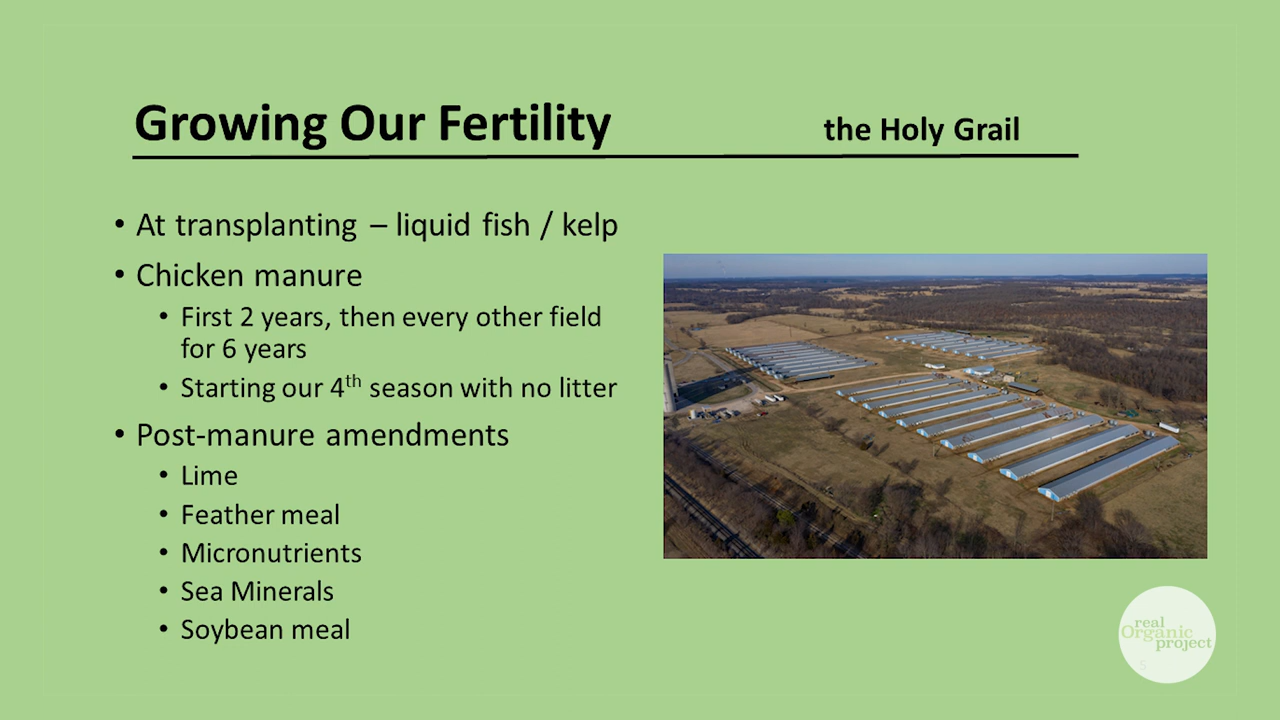 Growing Our Fertility
the Holy Grail
• At transplanting – liquid fish / kelp
• Chicken manure
• First 2 years, then every other field
for 6 years
• Starting our 4th season with no litter
• Post-manure amendments
• Lime
• Feather meal
• Micronutrients
• Sea Minerals
• Soybean meal
real
Organic
project
5